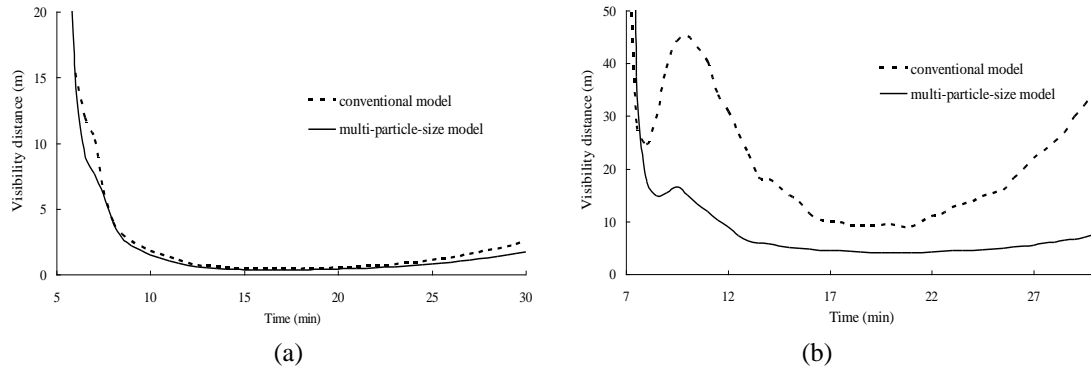 Visibility distance (m)
20
15
10
5
0
5
10
15
20
25
30
Time (min)
conventional model
multi-particle-size model
(a)
Visibility distance (m)
50
40
30
20
10
0
7
12
17
22
27
Time (min)
conventional model
multi-particle-size model
(b)